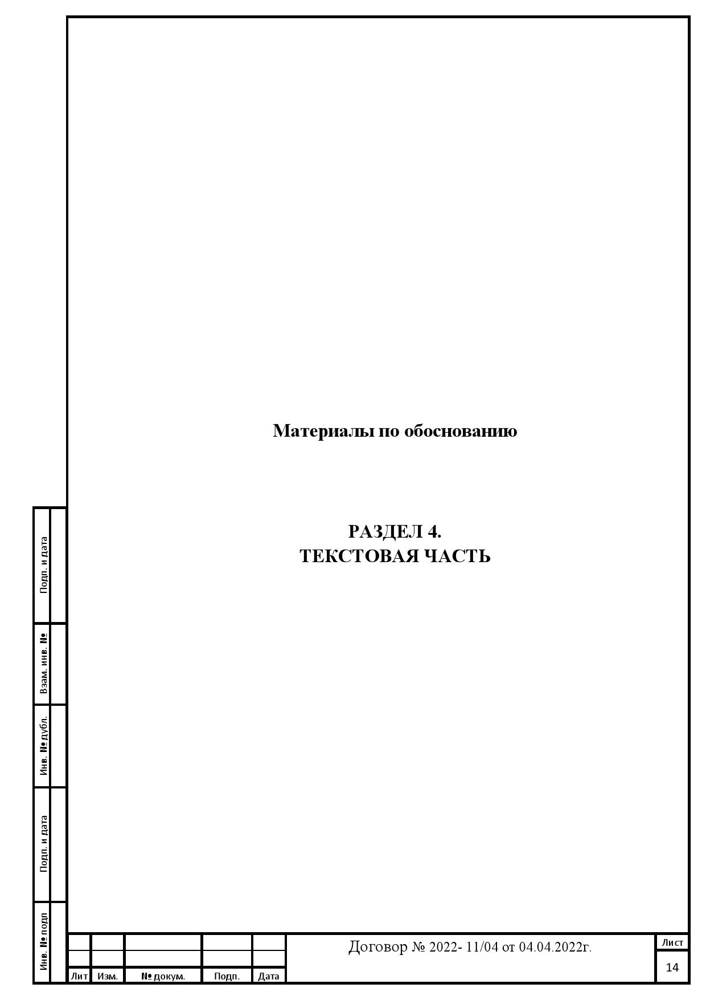 Материалы по обоснованию
РАЗДЕЛ 4.
ТЕКСТОВАЯ ЧАСТЬ
Подп. и дата
Взам. инв. №
Инв. № дубл.
Подп. и дата
Инв. № подп
Договор № 2022- 11/04 от 04.04.2022г.
Лист
14
Лит Изм. № докум. Подп. Дата